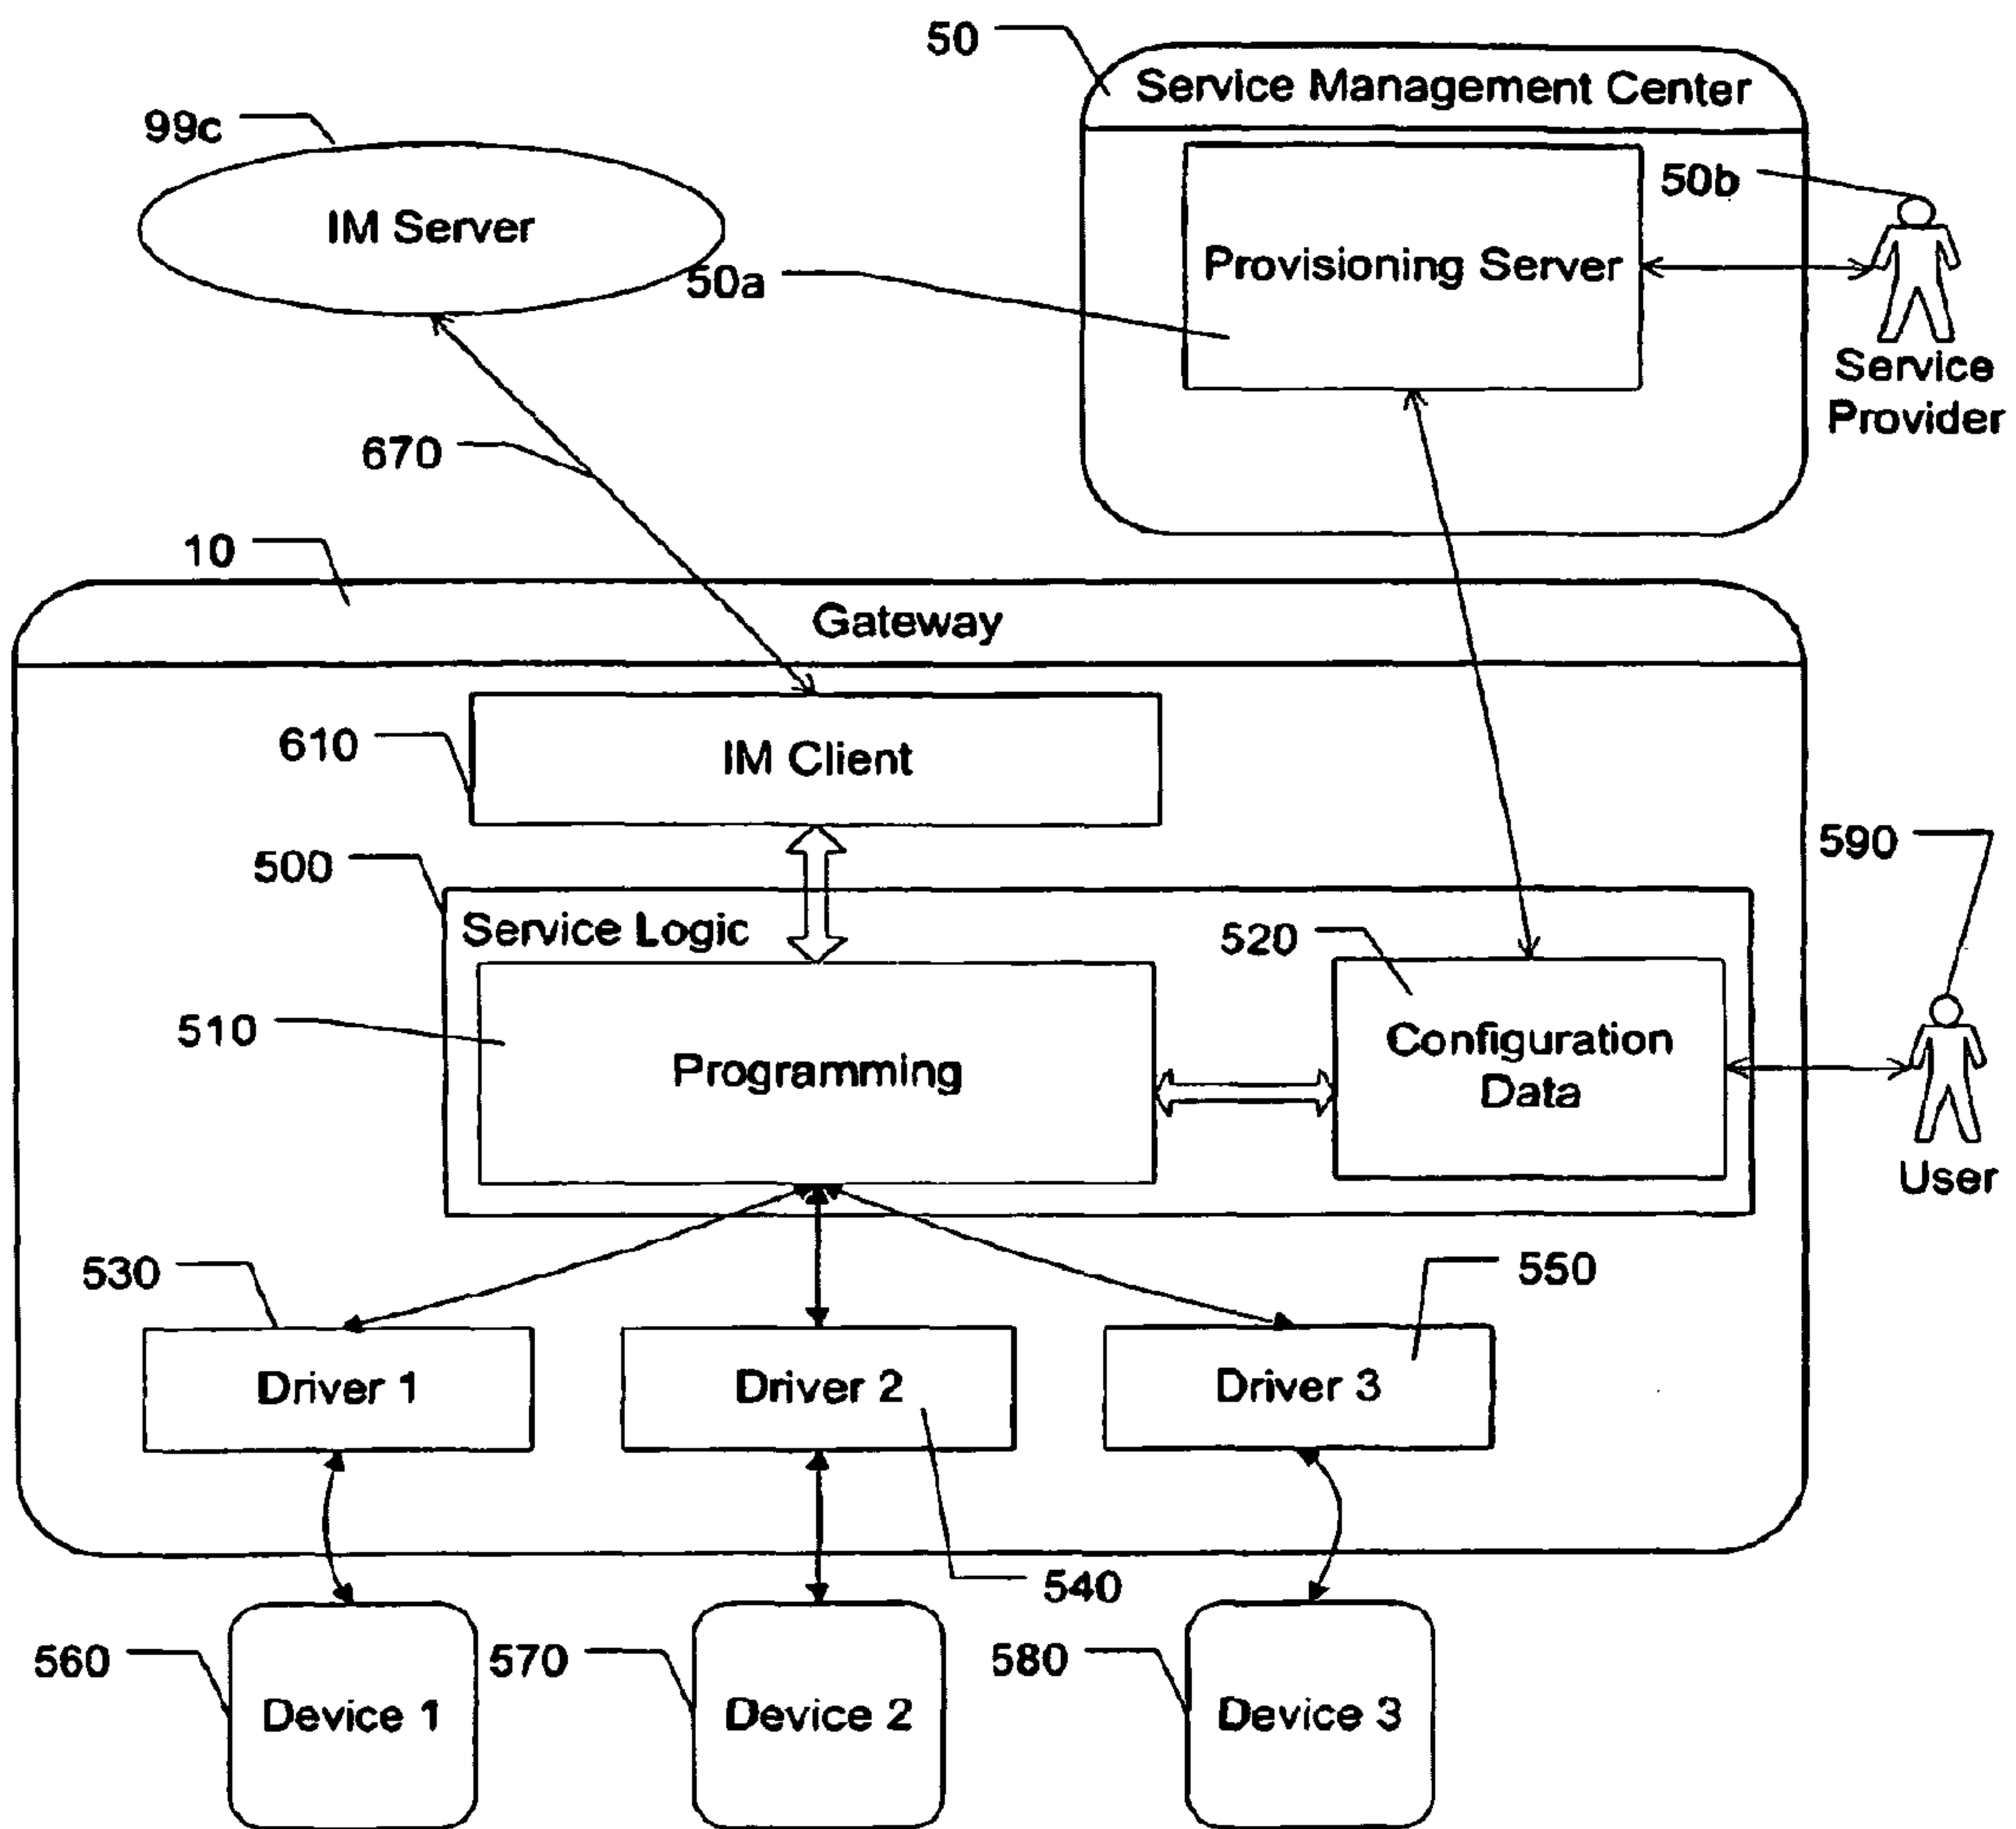 50
Service Management Center
99c
50b
IM Server
Provisioning Server
50a
Service
Provider
670
10
Gateway
610
IM Client
590
500
Service Logic
520
510
Programming
Configuration
Data
User
530
550
Driver 1
Driver 2
Driver 3
540
560
570
580
Device 1
Device 2
Device 3